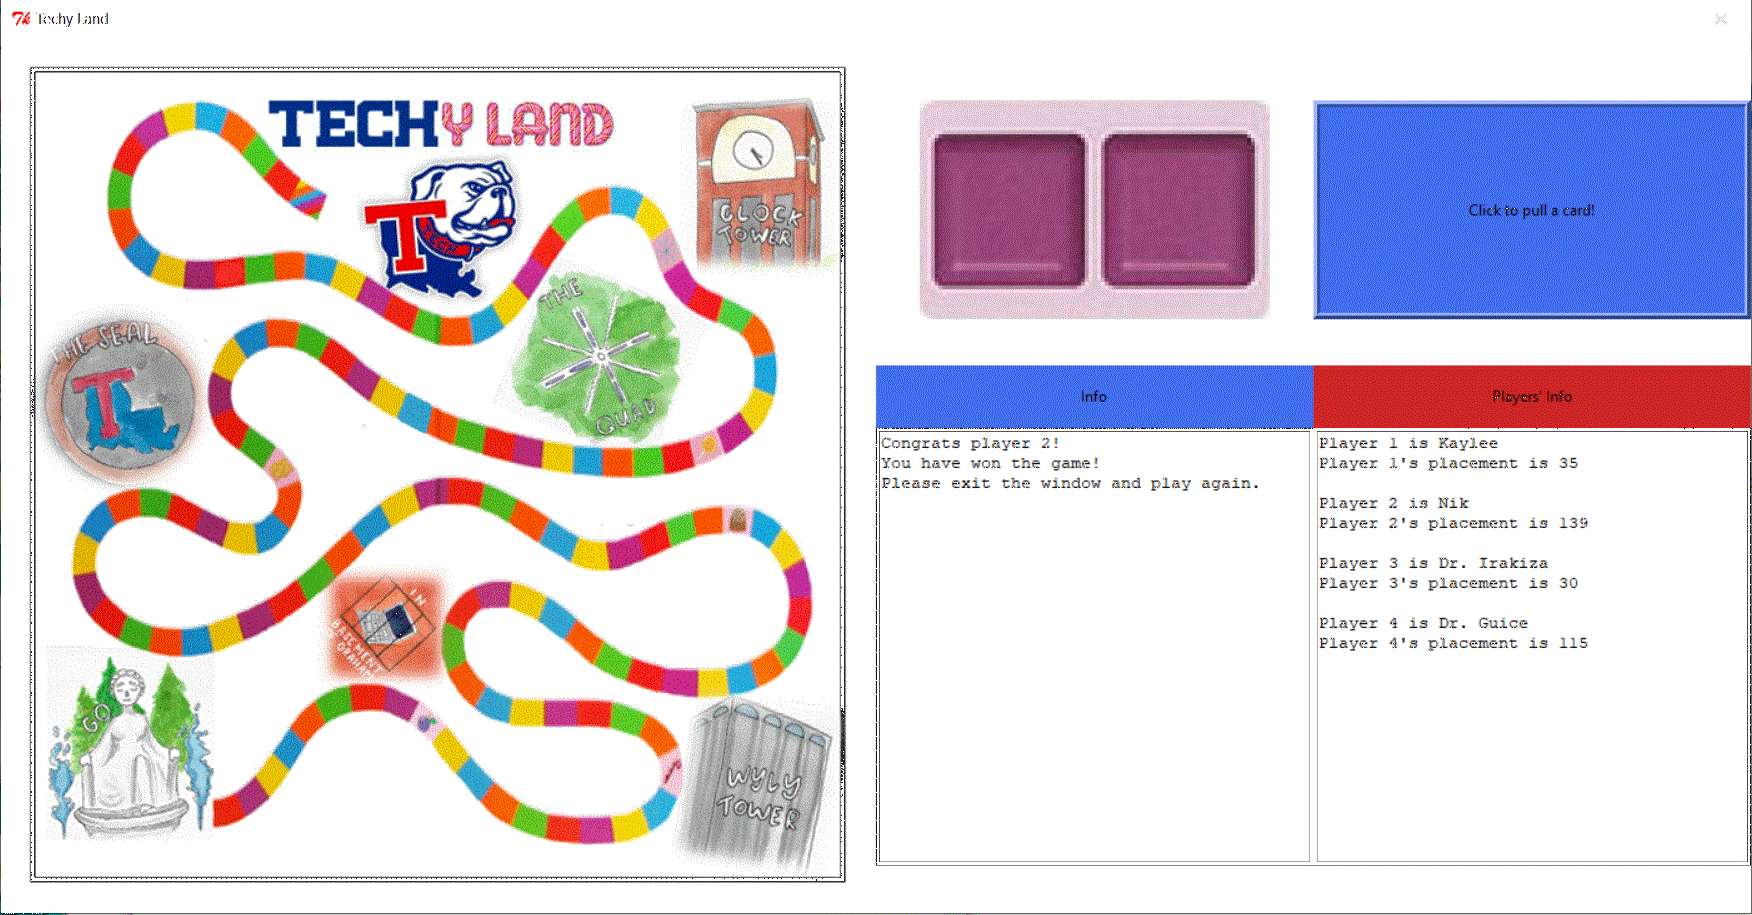 Techy Land
TECHY LAND
CLOCK
TOWER
T
TECH
THE
QUAD
THE SEAL
T
IN
BASEMENT
GO
WYLY
TOWER
Click to pull a card!
Info
Congrats player 2!
You have won the game!
Please exit the window and play again.
Players' Info
Player 1 is Kaylee
Player 1's placement is 35
Player 2 is Nik
Player 2's placement is 139
Player 3 is Dr. Irakiza
Player 3's placement is 30
Player 4 is Dr. Guice
Player 4's placement is 115